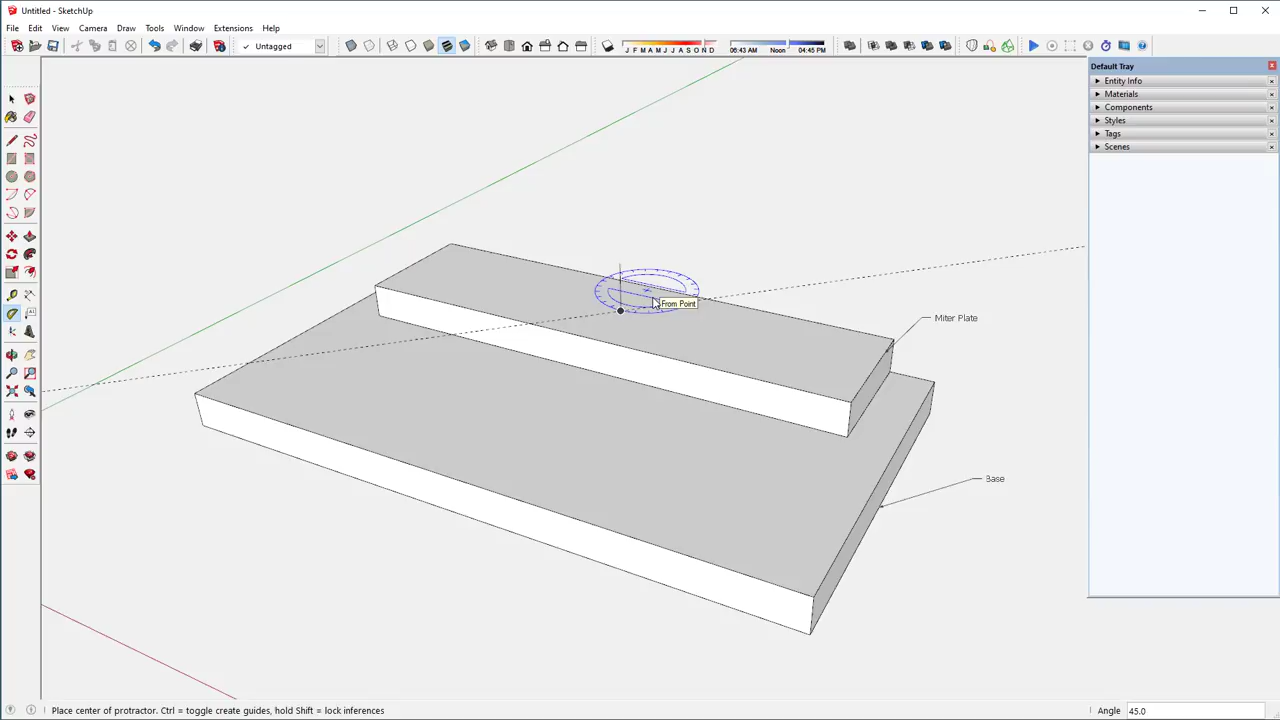 Untitled - SketchUp
File Edit View Camera Draw Tools Window Extensions Help
✓ Untagged
J F M A M J J A S O N D
06:43 AM Noon 04:45 PM
Default Tray
Entity Info
Materials
Components
Styles
Tags
Scenes
From Point
Miter Plate
Base
Place center of protractor. Ctrl = toggle create guides, hold Shift = lock inferences
Angle 45.0